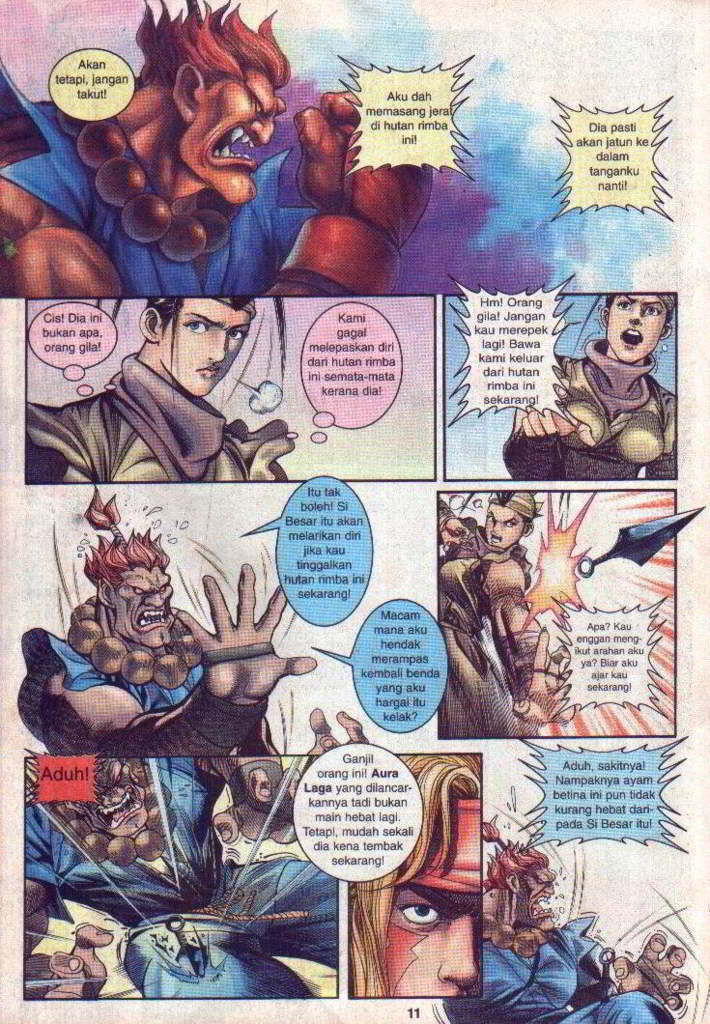 Akan
tetapi, jangan
takut!
Aku dah
memasang jerat
di hutan rimba
ini!
Dia pasti
akan jatun ke
dalam
tanganku
nanti!
Cis! Dia ini
bukan apa,
orang gila!
Kami
gagal
melepaskan diri
dari hutan rimba
ini semata-mata
kerana dia!
Hm! Orang
gila! Jangan
kau merepek
lagi! Bawa
kami keluar
dari hutan
rimba ini
sekarang!
Itu tak
boleh! Si
Besar itu akan
melarikan diri
jika kau
tinggalkan
hutan rimba ini
sekarang!
Macam
mana aku
hendak
merampas
kembali benda
yang aku
hargai itu
kelak?
Apa? Kau
enggan meng-
ikut arahan aku
ya? Biar aku
ajar kau
sekarang!
Aduh!
Ganjil
orang ini! Aura
Laga yang dilancar-
kannya tadi bukan
main hebat lagi.
Tetapi, mudah sekali
dia kena tembak
sekarang!
Aduh, sakitnya!
Nampaknya ayam
betina ini pun tidak
kurang hebat dari-
pada Si Besar itu!
11